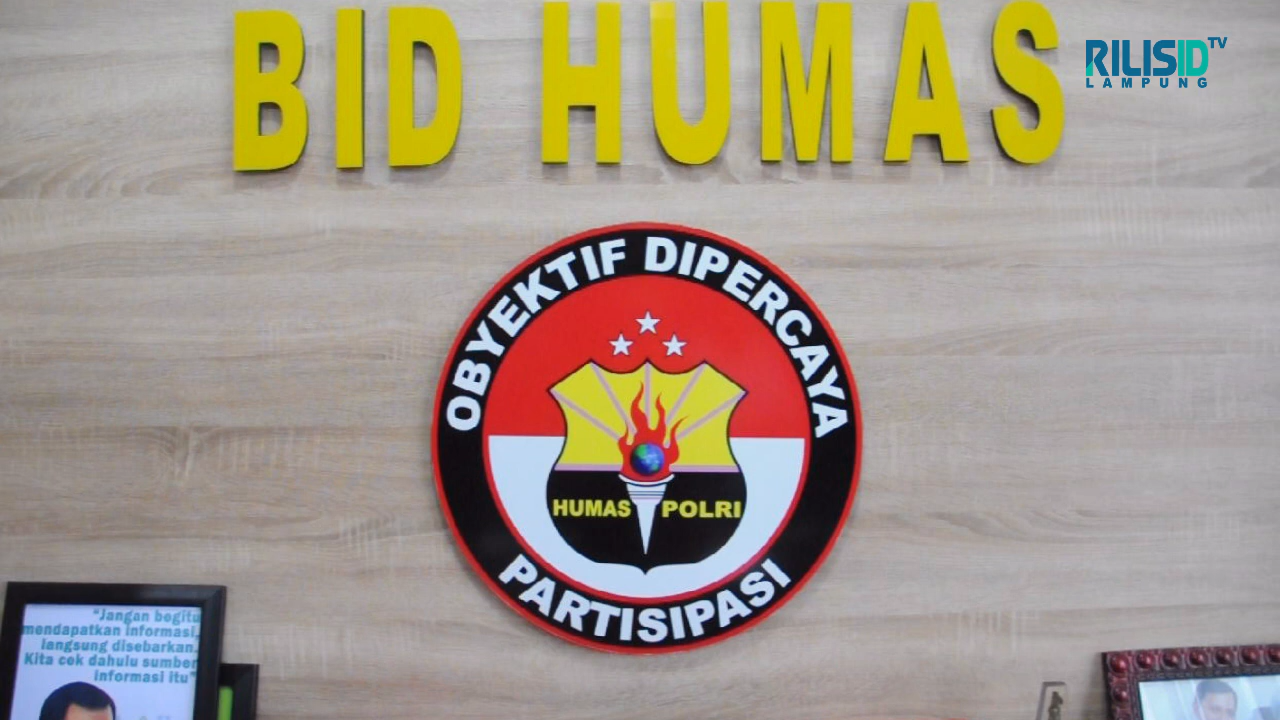 BID HUMAS
RILISID TV
LAMPUNG
OBYEKTIF DIPERCAYA
HUMAS POLRI
PARTISIPASI
"Jangan begitu
mendapatkan informasi,
langsung disebarkan.
Kita cek dahulu sumber
informasi itu"